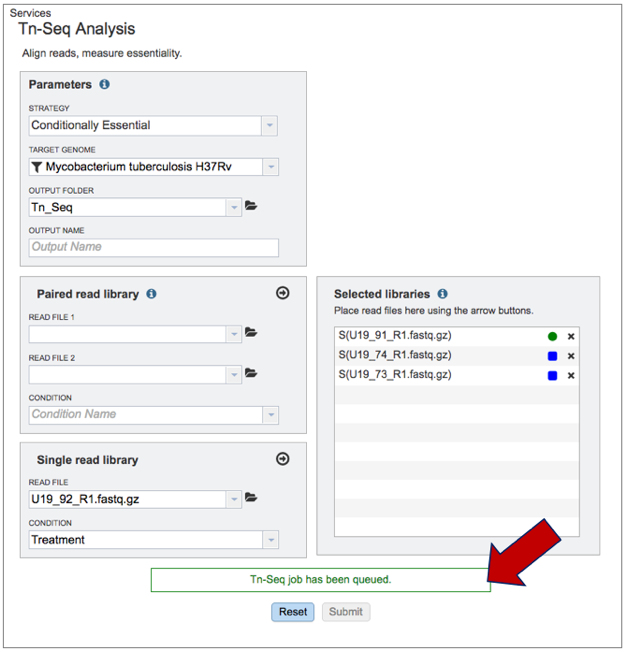 Services
Tn-Seq Analysis
Align reads, measure essentiality.
Parameters
STRATEGY
Conditionally Essential
TARGET GENOME
Mycobacterium tuberculosis H37Rv
OUTPUT FOLDER
Tn_Seq
OUTPUT NAME
Output Name
Paired read library
READ FILE 1
READ FILE 2
CONDITION
Condition Name
Single read library
READ FILE
U19_92_R1.fastq.gz
CONDITION
Treatment
Selected libraries
Place read files here using the arrow buttons.
S(U19_91_R1.fastq.gz)
S(U19_74_R1.fastq.gz)
S(U19_73_R1.fastq.gz)
Tn-Seq job has been queued.
Reset Submit